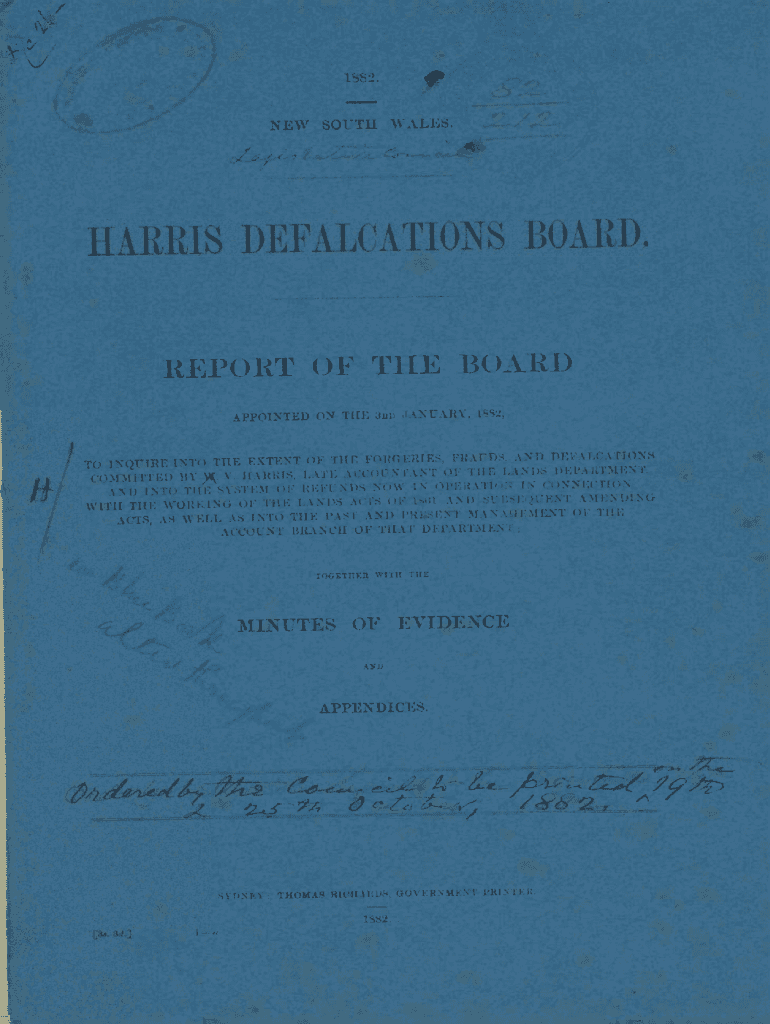 1882.
52
212
NEW SOUTH WALES.
Legislative Council
HARRIS DEFALCATIONS BOARD.
REPORT OF THE BOARD
APPOINTED ON THE 3RD JANUARY, 1882,
TO INQUIRE INTO THE EXTENT OF THE FORGERIES, FRAUDS, AND DEFALCATIONS
COMMITTED BY W. V. HARRIS, LATE ACCOUNTANT OF THE LANDS DEPARTMENT,
H AND INTO THE SYSTEM OF REFUNDS NOW IN OPERATION IN CONNECTION
WITH THE WORKING OF THE LANDS ACTS OF 1861 AND SUBSEQUENT AMENDING
ACTS, AS WELL AS INTO THE PAST AND PRESENT MANAGEMENT OF THE
ACCOUNT BRANCH OF THAT DEPARTMENT;
TOGETHER WITH THE
MINUTES OF EVIDENCE
AND
APPENDICES.
on the
Ordered by the Council to be printed, 19th
& 25th October, 1882.
SYDNEY: THOMAS RICHARDS, GOVERNMENT PRINTER.
1882.